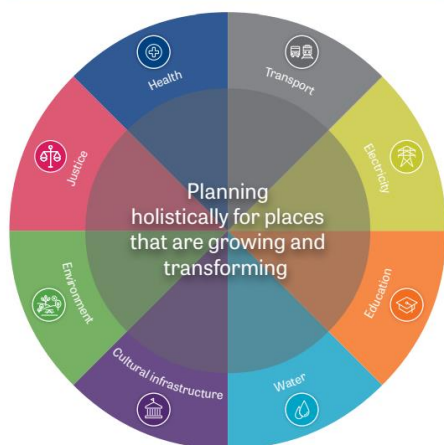 Health
Transport
Justice
Electricity
Planning
holistically for places
that are growing and
transforming
Environment
Education
Cultural infrastructure
Water